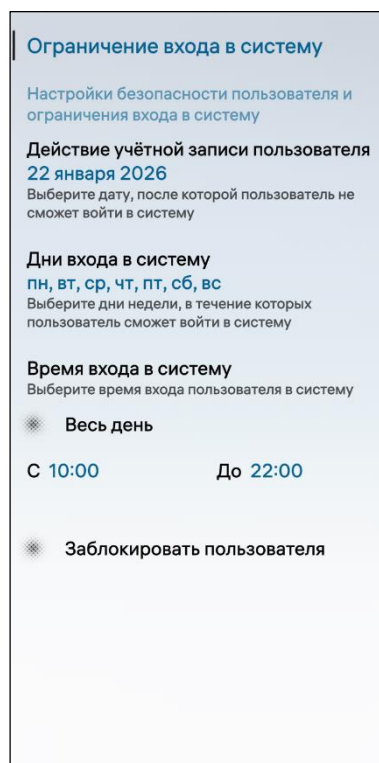 Ограничение входа в систему
Настройки безопасности пользователя и
ограничения входа в систему
Действие учётной записи пользователя
22 января 2026
Выберите дату, после которой пользователь не
сможет войти в систему
Дни входа в систему
пн, вт, ср, чт, пт, сб, вс
Выберите дни недели, в течение которых
пользователь сможет войти в систему
Время входа в систему
Выберите время входа пользователя в систему
Весь день
С 10:00 До 22:00
Заблокировать пользователя